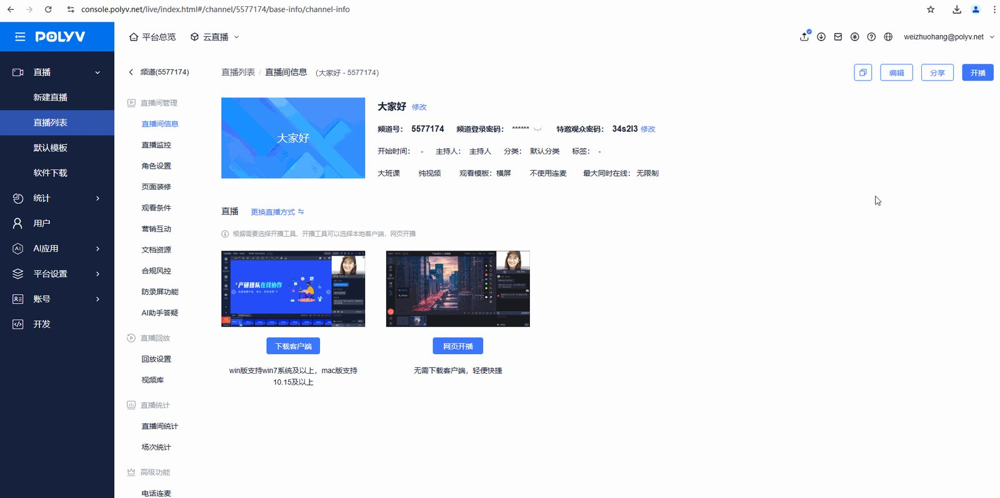 console.polyv.net/live/index.html#/channel/5577174/base-info/channel-info
POLYV
平台总览
云直播
weizhuohang@polyv.net
直播
新建直播
直播列表
默认模板
软件下载
统计
用户
AI应用
平台设置
账号
开发
频道(5577174)
直播间管理
直播间信息
直播监控
角色设置
页面装修
观看条件
营销互动
文档资源
合规风控
防录屏功能
AI助手答疑
直播回放
回放设置
视频库
直播统计
直播间统计
场次统计
高级功能
电话连麦
直播列表 / 直播间信息 (大家好 - 5577174)
编辑
分享
开播
大家好
大家好 修改
频道号： 5577174 频道登录密码： ****** 特邀观众密码： 34s2l3 修改
开始时间： - 主持人： 主持人 分类： 默认分类 标签： -
大班课 纯视频 观看模板：横屏 不使用连麦 最大同时在线： 无限制
直播 更换直播方式
根据需要选择开播工具，开播工具可以选择本地客户端，网页开播
产研团队在线协作
下载客户端
win版支持win7系统及以上，mac版支持
10.15及以上
网页开播
无需下载客户端，轻便快捷